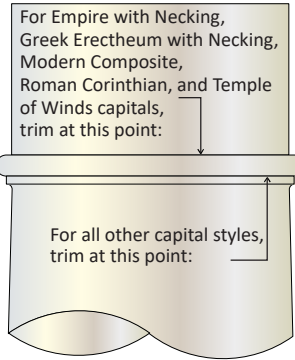 For Empire with Necking,
Greek Erectheum with Necking,
Modern Composite,
Roman Corinthian, and Temple
of Winds capitals,
trim at this point:
For all other capital styles,
trim at this point: